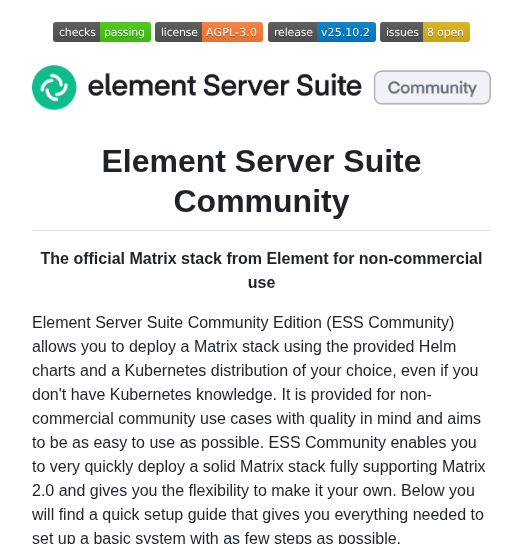 checks passing license AGPL-3.0 release v25.10.2 issues 8 open
element Server Suite Community
Element Server Suite
Community
The official Matrix stack from Element for non-commercial
use
Element Server Suite Community Edition (ESS Community)
allows you to deploy a Matrix stack using the provided Helm
charts and a Kubernetes distribution of your choice, even if you
don't have Kubernetes knowledge. It is provided for non-
commercial community use cases with quality in mind and aims
to be as easy to use as possible. ESS Community enables you
to very quickly deploy a solid Matrix stack fully supporting Matrix
2.0 and gives you the flexibility to make it your own. Below you
will find a quick setup guide that gives you everything needed to
set up a basic system with as few steps as possible.